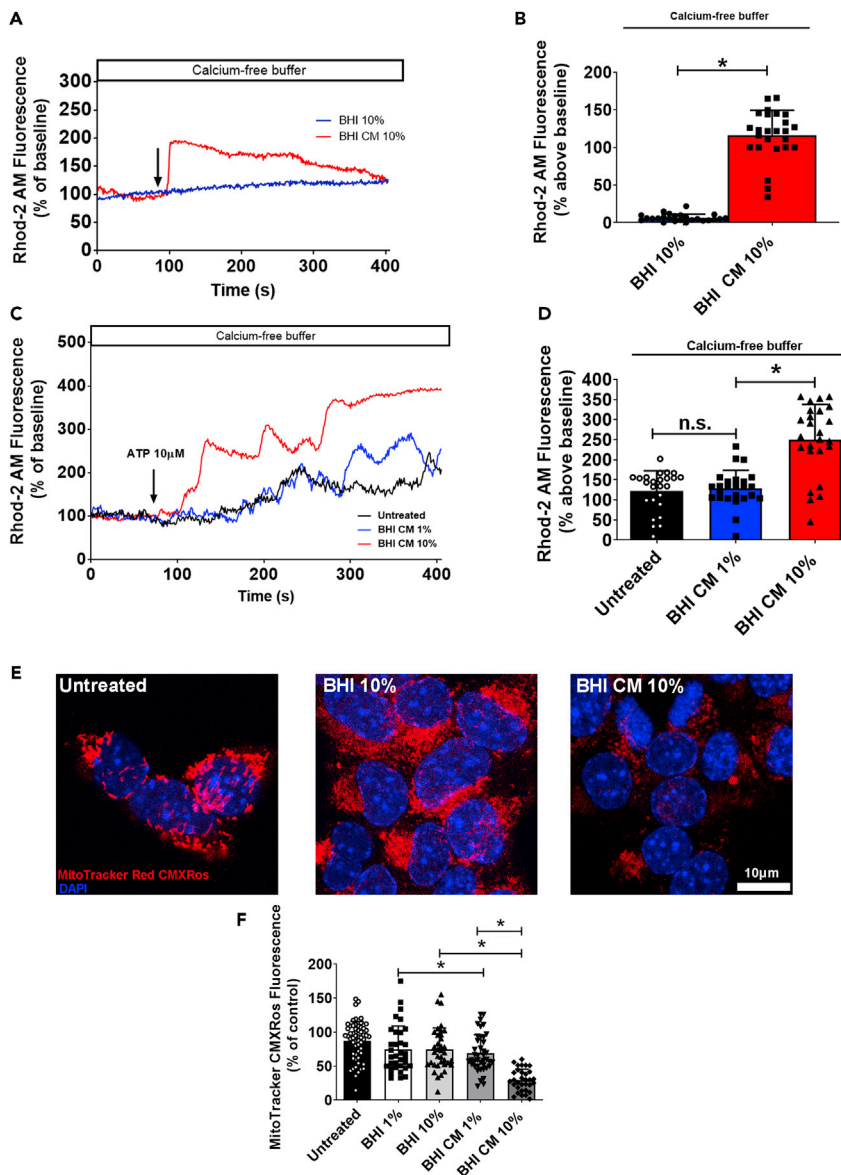 A
Calcium-free buffer
Rhod-2 AM Fluorescence
(% of baseline)
300
250
200
150
100
50
0
BHI 10%
BHI CM 10%
0
100
200
300
400
Time (s)
B
Calcium-free buffer
Rhod-2 AM Fluorescence
(% above baseline)
200
150
100
50
0
*
BHI 10%
BHI CM 10%
C
Calcium-free buffer
Rhod-2 AM Fluorescence
(% of baseline)
500
400
300
200
100
0
ATP 10µM
Untreated
BHI CM 1%
BHI CM 10%
0
100
200
300
400
Time (s)
D
Calcium-free buffer
Rhod-2 AM Fluorescence
(% above baseline)
400
350
300
250
200
150
100
50
0
n.s.
*
Untreated
BHI CM 1%
BHI CM 10%
E
Untreated
MitoTracker Red CMXRos
DAPI
BHI 10%
BHI CM 10%
10µm
F
MitoTracker CMXRos Fluorescence
(% of control)
200
150
100
50
0
*
*
*
Untreated
BHI 1%
BHI 10%
BHI CM 1%
BHI CM 10%